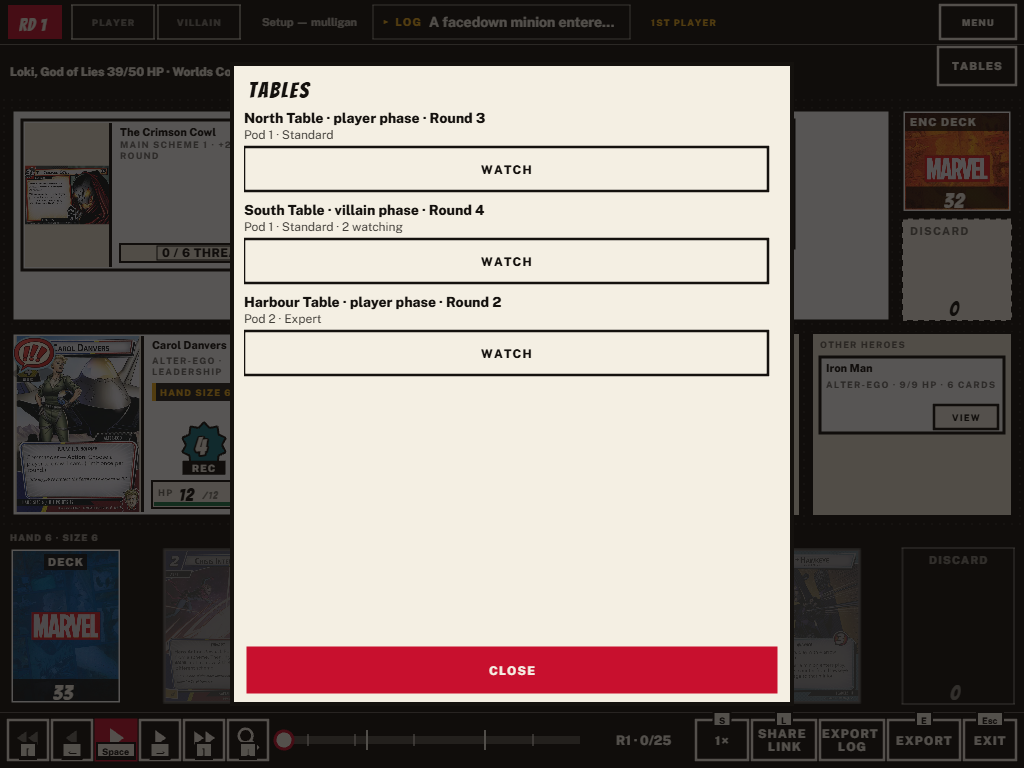 RD 1
PLAYER
VILLAIN
Setup — mulligan
LOG A facedown minion entere...
1ST PLAYER
MENU
Loki, God of Lies 39/50 HP · Worlds Co
TABLES
TABLES
North Table · player phase · Round 3
Pod 1 · Standard
WATCH
South Table · villain phase · Round 4
Pod 1 · Standard · 2 watching
WATCH
Harbour Table · player phase · Round 2
Pod 2 · Expert
WATCH
CLOSE
The Crimson Cowl
MAIN SCHEME 1 · +2
ROUND
0 / 6 THRE
ENC DECK
MARVEL
32
DISCARD
0
CAROL DANVERS
Carol Danvers
ALTER-EGO ·
LEADERSHIP
HAND SIZE 6
4
REC
HP 12 /12
OTHER HEROES
Iron Man
ALTER-EGO · 9/9 HP · 6 CARDS
VIEW
HAND 6 · SIZE 6
DECK
MARVEL
33
2
DISCARD
0
[
Space
]
R1 · 0/25
S
1×
L
SHARE
LINK
EXPORT
LOG
E
EXPORT
Esc
EXIT